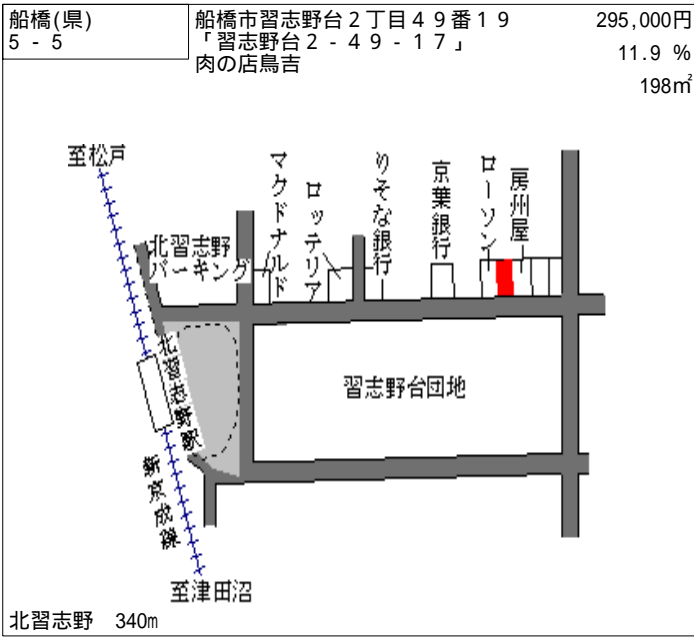 船橋(県)
5 - 5
船橋市習志野台２丁目４９番１９
「習志野台２-４９-１７」
肉の店鳥吉
295,000円
11.9 %
198㎡
至松戸
北習志野
パーキング
マクドナルド
ロッテリア
りそな銀行
京葉銀行
ローソン
房州屋
北習志野駅
習志野台団地
新京成線
至津田沼
北習志野　340m